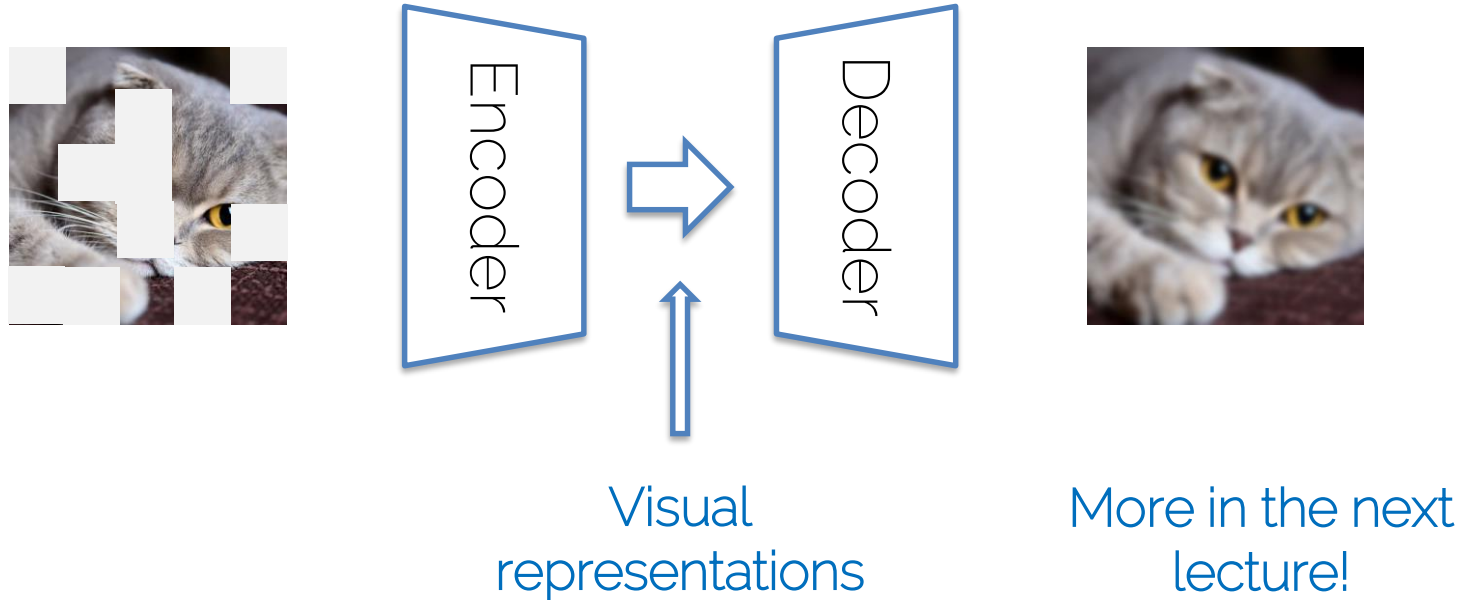 Encoder
Decoder
Visual
representations
More in the next
lecture!